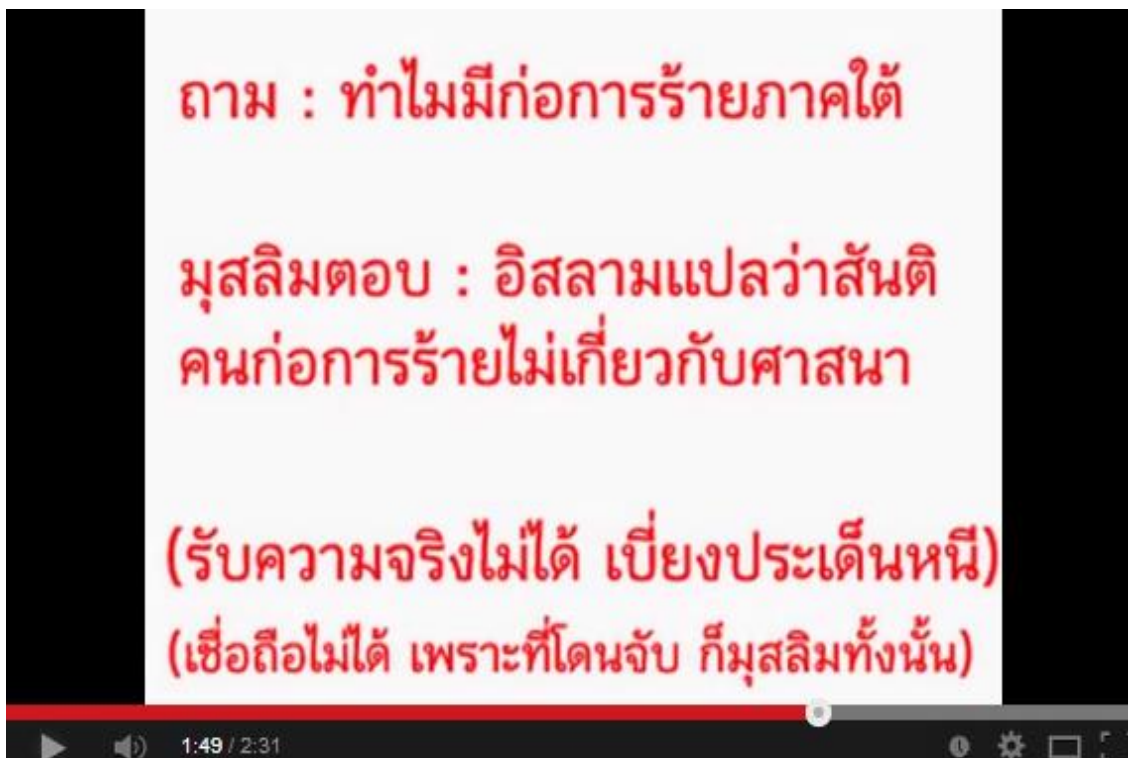 ถาม : ทำไมมีก่อการร้ายภาคใต้
มุสลิมตอบ : อิสลามแปลว่าสันติ
คนก่อการร้ายไม่เกี่ยวกับศาสนา
(รับความจริงไม่ได้ เบี่ยงประเด็นหนี)
(เชื่อถือไม่ได้ เพราะที่โดนจับ ก็มุสลิมทั้งนั้น)
1:49 / 2:31